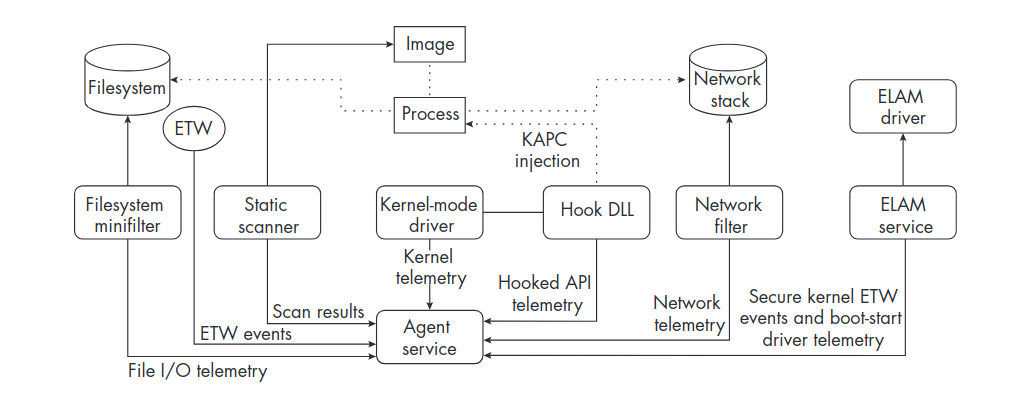 Image
Filesystem
Network
stack
ELAM
driver
Process
ETW
KAPC
injection
Filesystem
minifilter
Static
scanner
Kernel-mode
driver
Hook DLL
Network
filter
ELAM
service
Kernel
telemetry
Hooked API
telemetry
Network
telemetry
Secure kernel ETW
events and boot-start
driver telemetry
Scan results
ETW events
Agent
service
File I/O telemetry